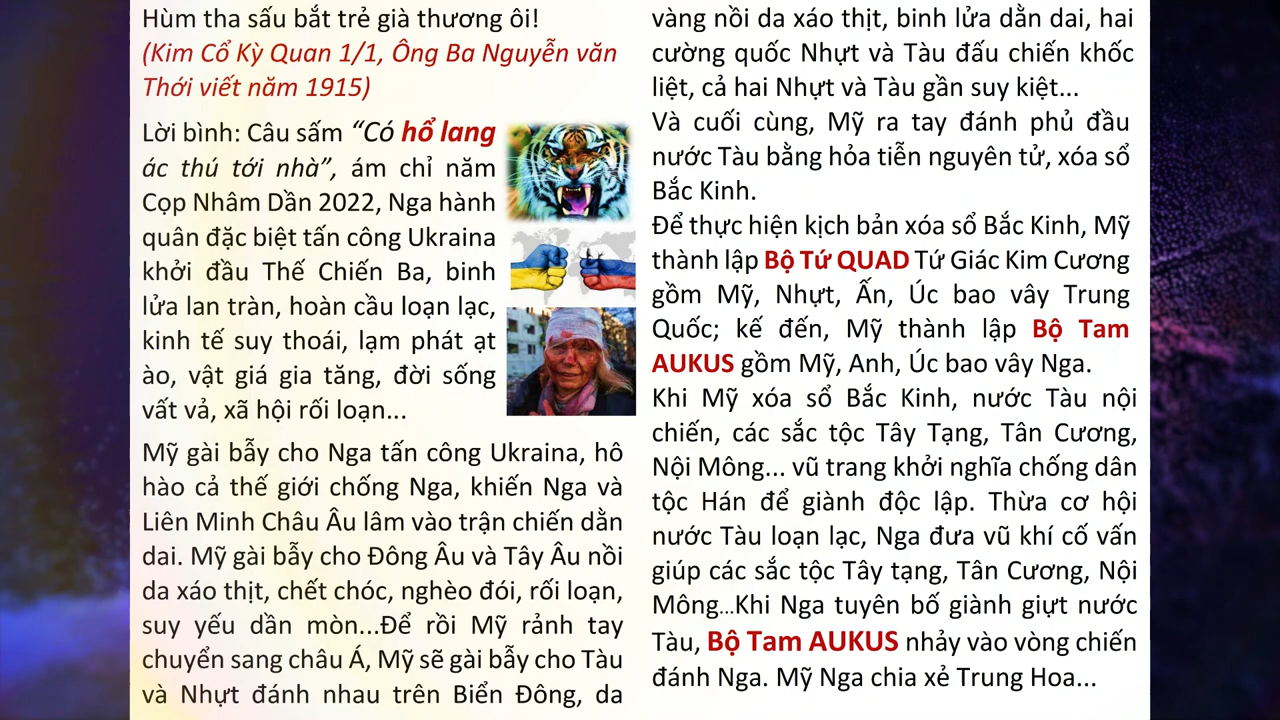 Hùm tha sấu bắt trẻ già thương ôi!
(Kim Cổ Kỳ Quan 1/1, Ông Ba Nguyễn văn
Thới viết năm 1915)
Lời bình: Câu sấm “Có hổ lang
ác thú tới nhà”, ám chỉ năm
Cọp Nhâm Dần 2022, Nga hành
quân đặc biệt tấn công Ukraina
khởi đầu Thế Chiến Ba, binh
lửa lan tràn, hoàn cầu loạn lạc,
kinh tế suy thoái, lạm phát ạt
ào, vật giá gia tăng, đời sống
vất vả, xã hội rối loạn...
Mỹ gài bẫy cho Nga tấn công Ukraina, hô
hào cả thế giới chống Nga, khiến Nga và
Liên Minh Châu Âu lâm vào trận chiến dằn
dai. Mỹ gài bẫy cho Đông Âu và Tây Âu nồi
da xáo thịt, chết chóc, nghèo đói, rối loạn,
suy yếu dần mòn...Để rồi Mỹ rảnh tay
chuyển sang châu Á, Mỹ sẽ gài bẫy cho Tàu
và Nhựt đánh nhau trên Biển Đông, da
vàng nồi da xáo thịt, binh lửa dằn dai, hai
cường quốc Nhựt và Tàu đấu chiến khốc
liệt, cả hai Nhựt và Tàu gần suy kiệt...
Và cuối cùng, Mỹ ra tay đánh phủ đầu
nước Tàu bằng hỏa tiễn nguyên tử, xóa sổ
Bắc Kinh.
Để thực hiện kịch bản xóa sổ Bắc Kinh, Mỹ
thành lập Bộ Tứ QUAD Tứ Giác Kim Cương
gồm Mỹ, Nhựt, Ấn, Úc bao vây Trung
Quốc; kế đến, Mỹ thành lập Bộ Tam
AUKUS gồm Mỹ, Anh, Úc bao vây Nga.
Khi Mỹ xóa sổ Bắc Kinh, nước Tàu nội
chiến, các sắc tộc Tây Tạng, Tân Cương,
Nội Mông... vũ trang khởi nghĩa chống dân
tộc Hán để giành độc lập. Thừa cơ hội
nước Tàu loạn lạc, Nga đưa vũ khí cố vấn
giúp các sắc tộc Tây tạng, Tân Cương, Nội
Mông...Khi Nga tuyên bố giành giựt nước
Tàu, Bộ Tam AUKUS nhảy vào vòng chiến
đánh Nga. Mỹ Nga chia xẻ Trung Hoa...